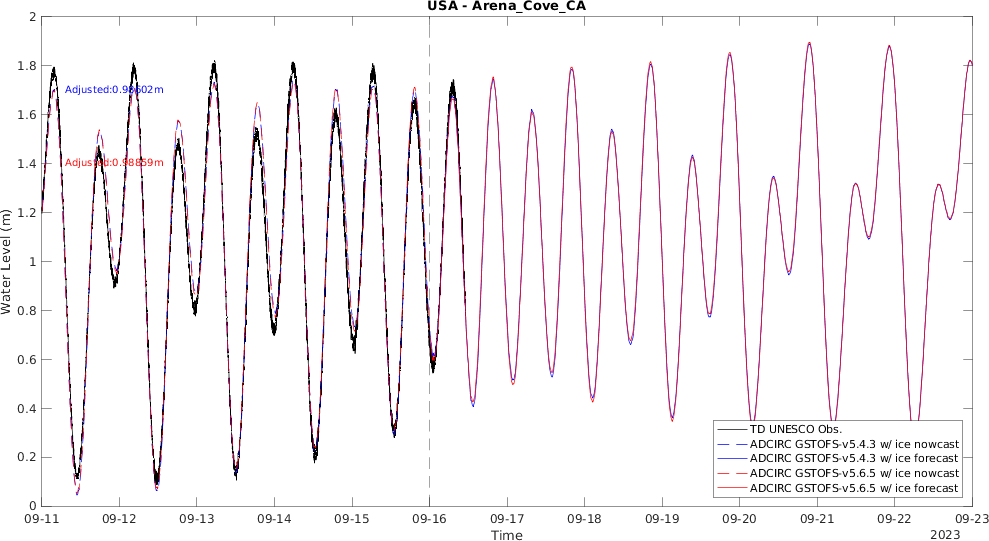 USA - Arena_Cove_CA
2
1.8
1.6
1.4
1.2
1
0.8
0.6
0.4
0.2
0
Water Level (m)
Adjusted:0.98602m
Adjusted:0.98859m
TD UNESCO Obs.
ADCIRC GSTOFS-v5.4.3 w/ ice nowcast
ADCIRC GSTOFS-v5.4.3 w/ ice forecast
ADCIRC GSTOFS-v5.6.5 w/ ice nowcast
ADCIRC GSTOFS-v5.6.5 w/ ice forecast
09-11 09-12 09-13 09-14 09-15 09-16 09-17 09-18 09-19 09-20 09-21 09-22 09-23
Time
2023